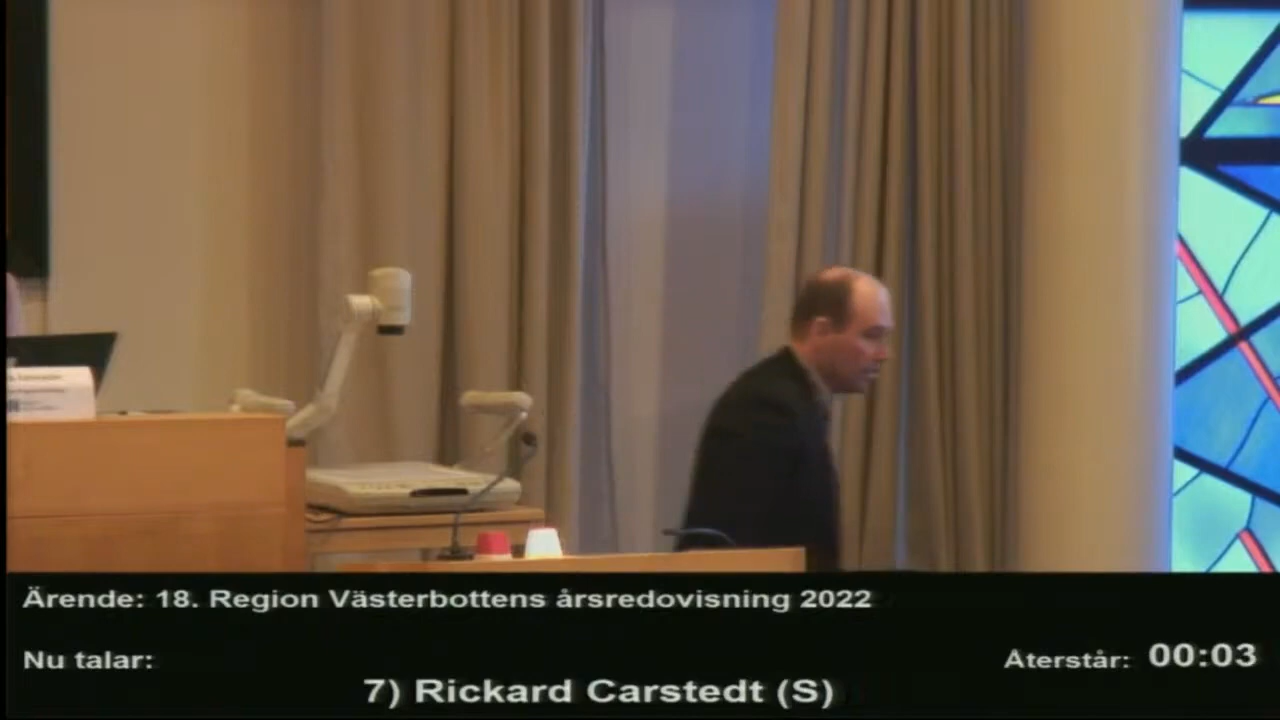 Ärende: 18. Region Västerbottens årsredovisning 2022
Nu talar:
Återstår: 00:03
7) Rickard Carstedt (S)